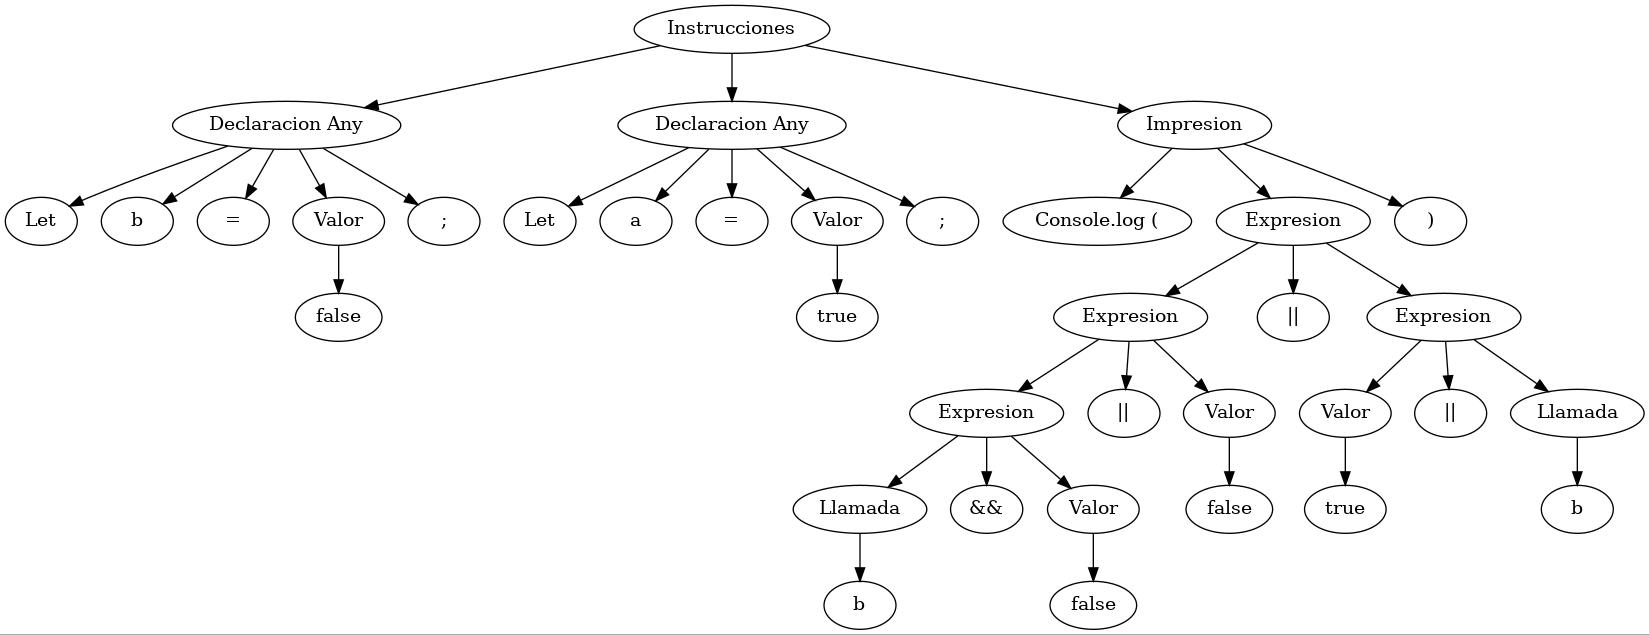 Instrucciones
Declaracion Any Declaracion Any Impresion
Let b = Valor ; Let a = Valor ; Console.log ( Expresion )
false true Expresion || Expresion
Expresion || Valor Valor || Llamada
Llamada && Valor false true b
b false